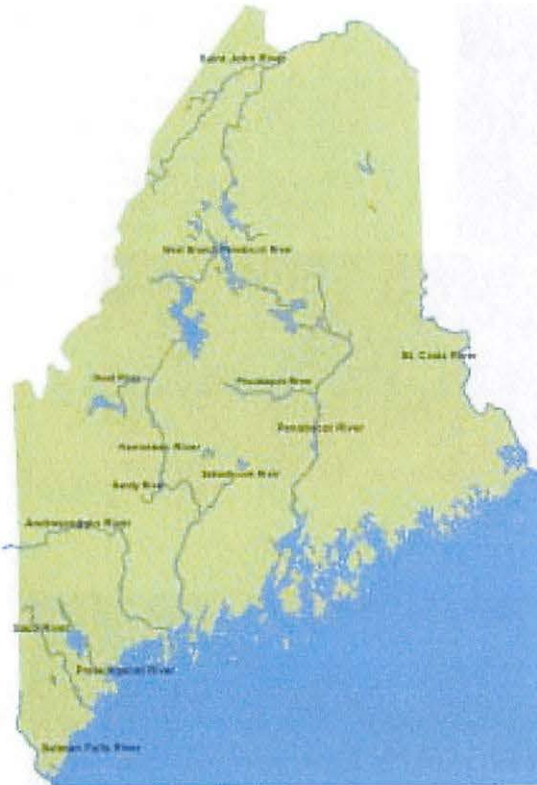 Saint John River
West Branch Penobscot River
St. Croix River
Dead River
Piscataquis River
Penobscot River
Kennebec River
Sebasticook River
Sandy River
Androscoggin River
Saco River
Presumpscot River
Salmon Falls River